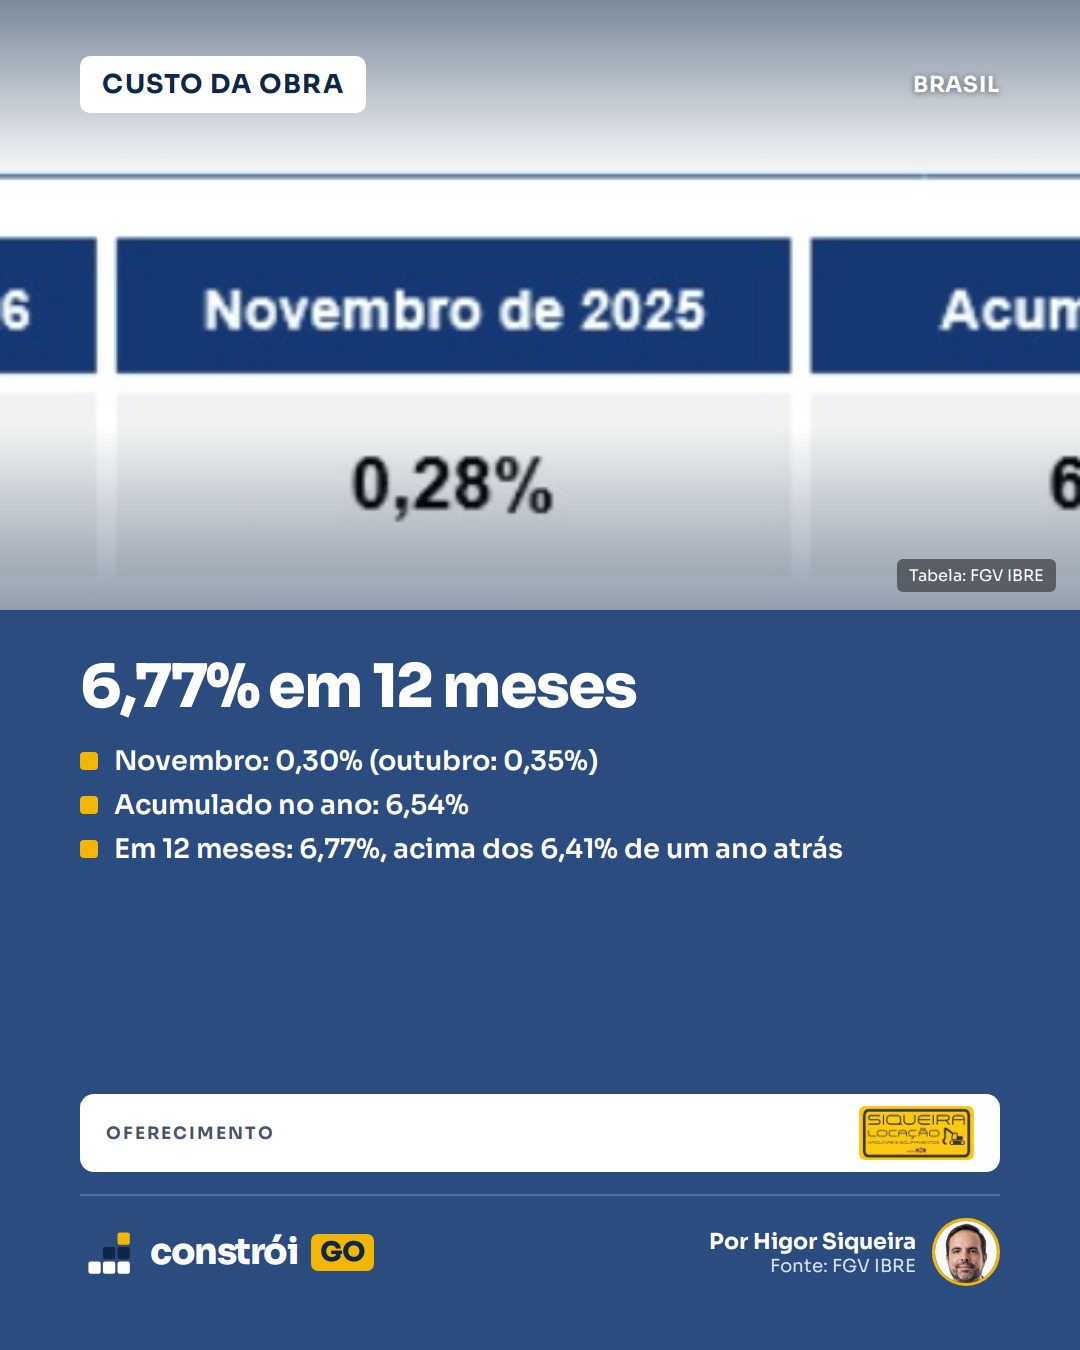 CUSTO DA OBRA
BRASIL
6
Novembro de 2025
Acum
0,28%
6
Tabela: FGV IBRE
6,77% em 12 meses
Novembro: 0,30% (outubro: 0,35%)
Acumulado no ano: 6,54%
Em 12 meses: 6,77%, acima dos 6,41% de um ano atrás
OFERECIMENTO
SIQUEIRA
LOCAÇÃO
MÁQUINAS E EQUIPAMENTOS
constrói GO
Por Higor Siqueira
Fonte: FGV IBRE